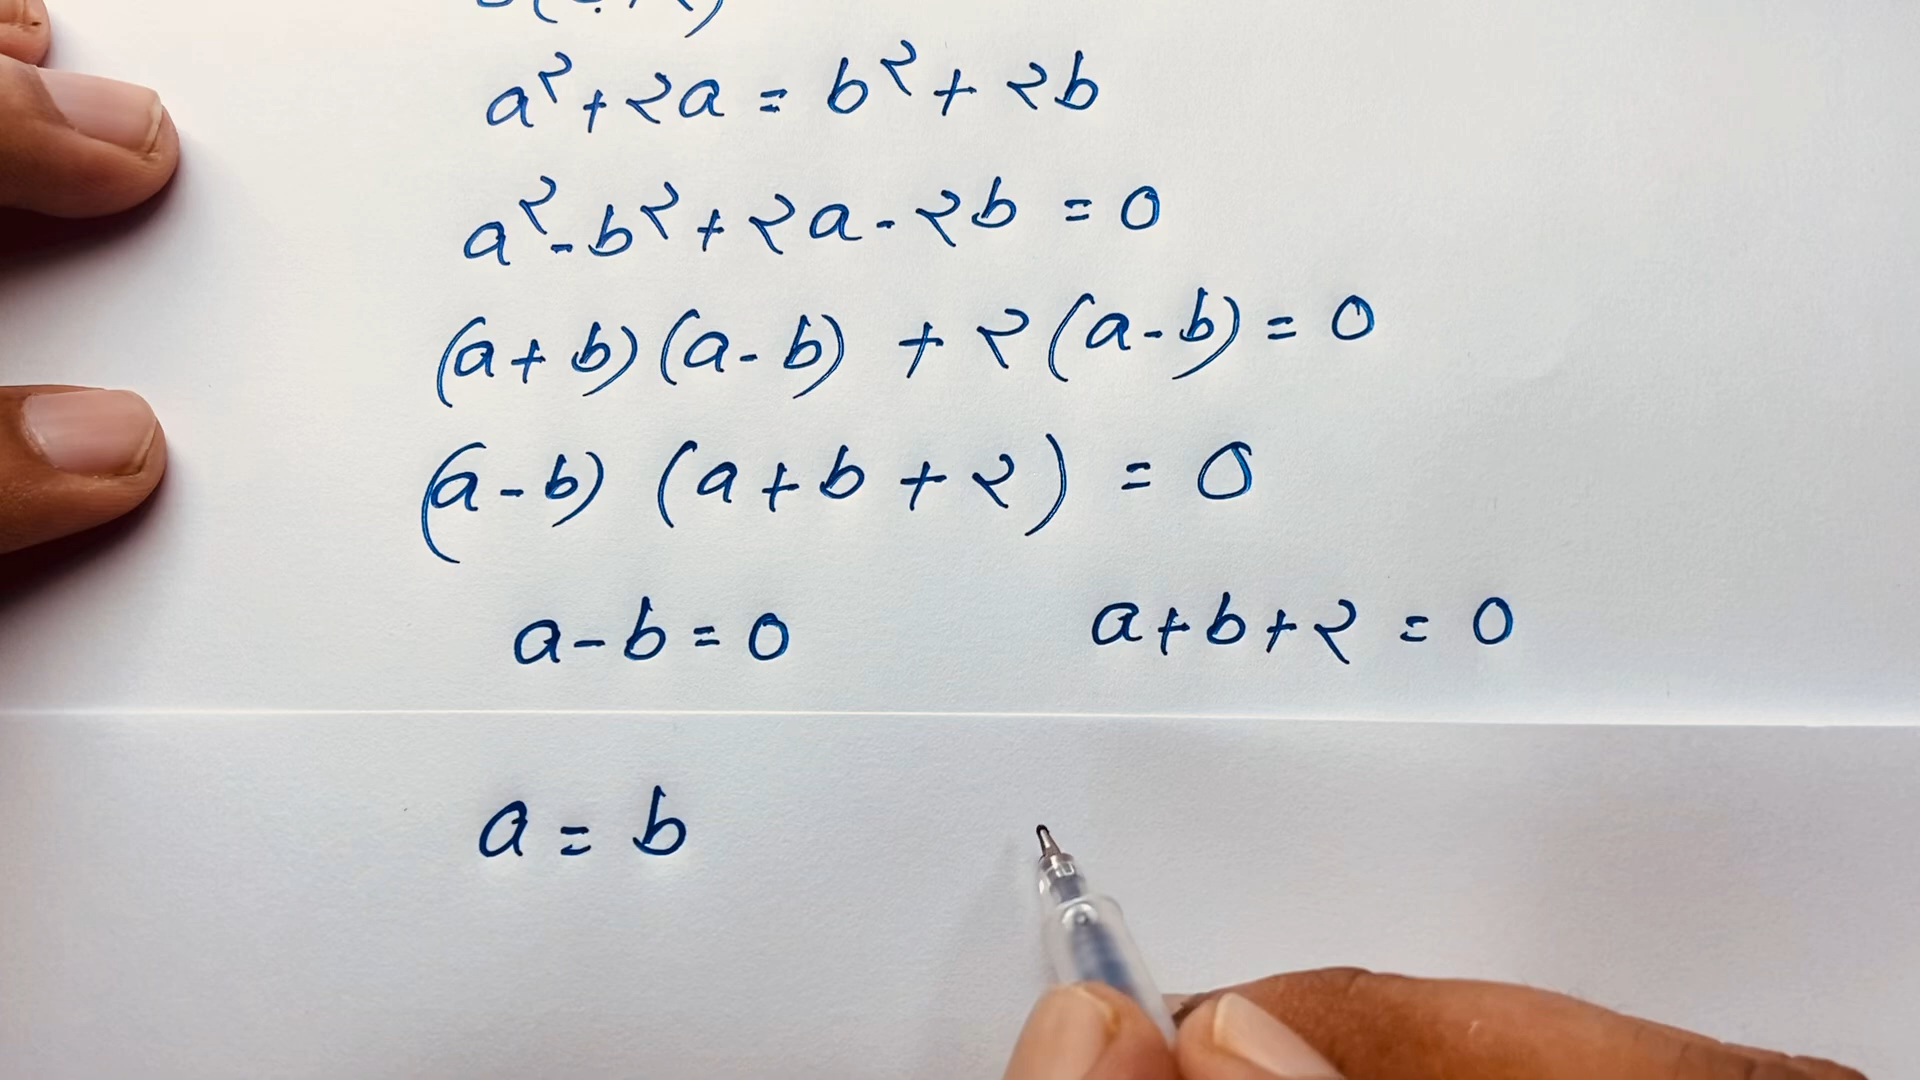 a² + 2a = b² + 2b
a² - b² + 2a - 2b = 0
(a + b)(a - b) + 2(a - b) = 0
(a - b) (a + b + 2) = 0
a - b = 0 a + b + 2 = 0
a = b